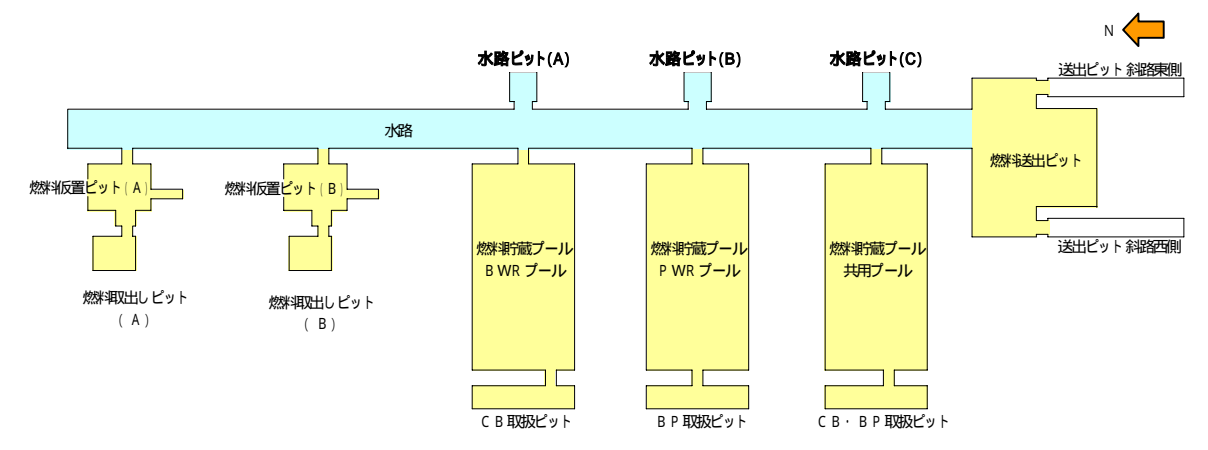 N
水路ピット(A)
水路ピット(B)
水路ピット(C)
送出ピット 斜路東側
水路
燃料送出ピット
燃料仮置ピット(A)
燃料仮置ピット(B)
送出ピット 斜路西側
燃料貯蔵プール
BWRプール
燃料貯蔵プール
PWRプール
燃料貯蔵プール
共用プール
燃料取出しピット
(A)
燃料取出しピット
(B)
CB取扱ピット
BP取扱ピット
CB・BP取扱ピット